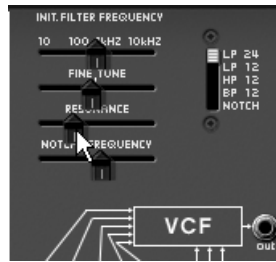 INIT. FILTER FREQUENCY
10 100 1kHZ 10kHZ
FINE TUNE
RESONANCE
NOTCH FREQUENCY
LP 24
LP 12
HP 12
BP 12
NOTCH
VCF
out